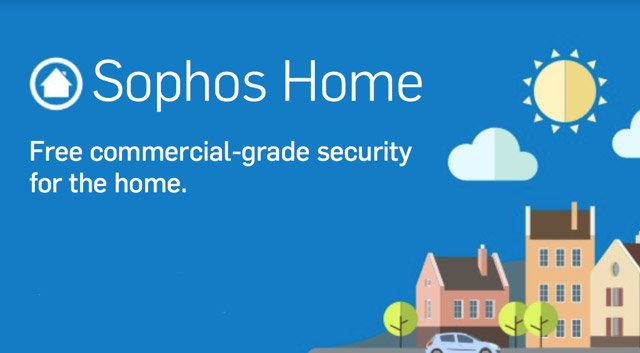 Sophos Home
Free commercial-grade security
for the home.